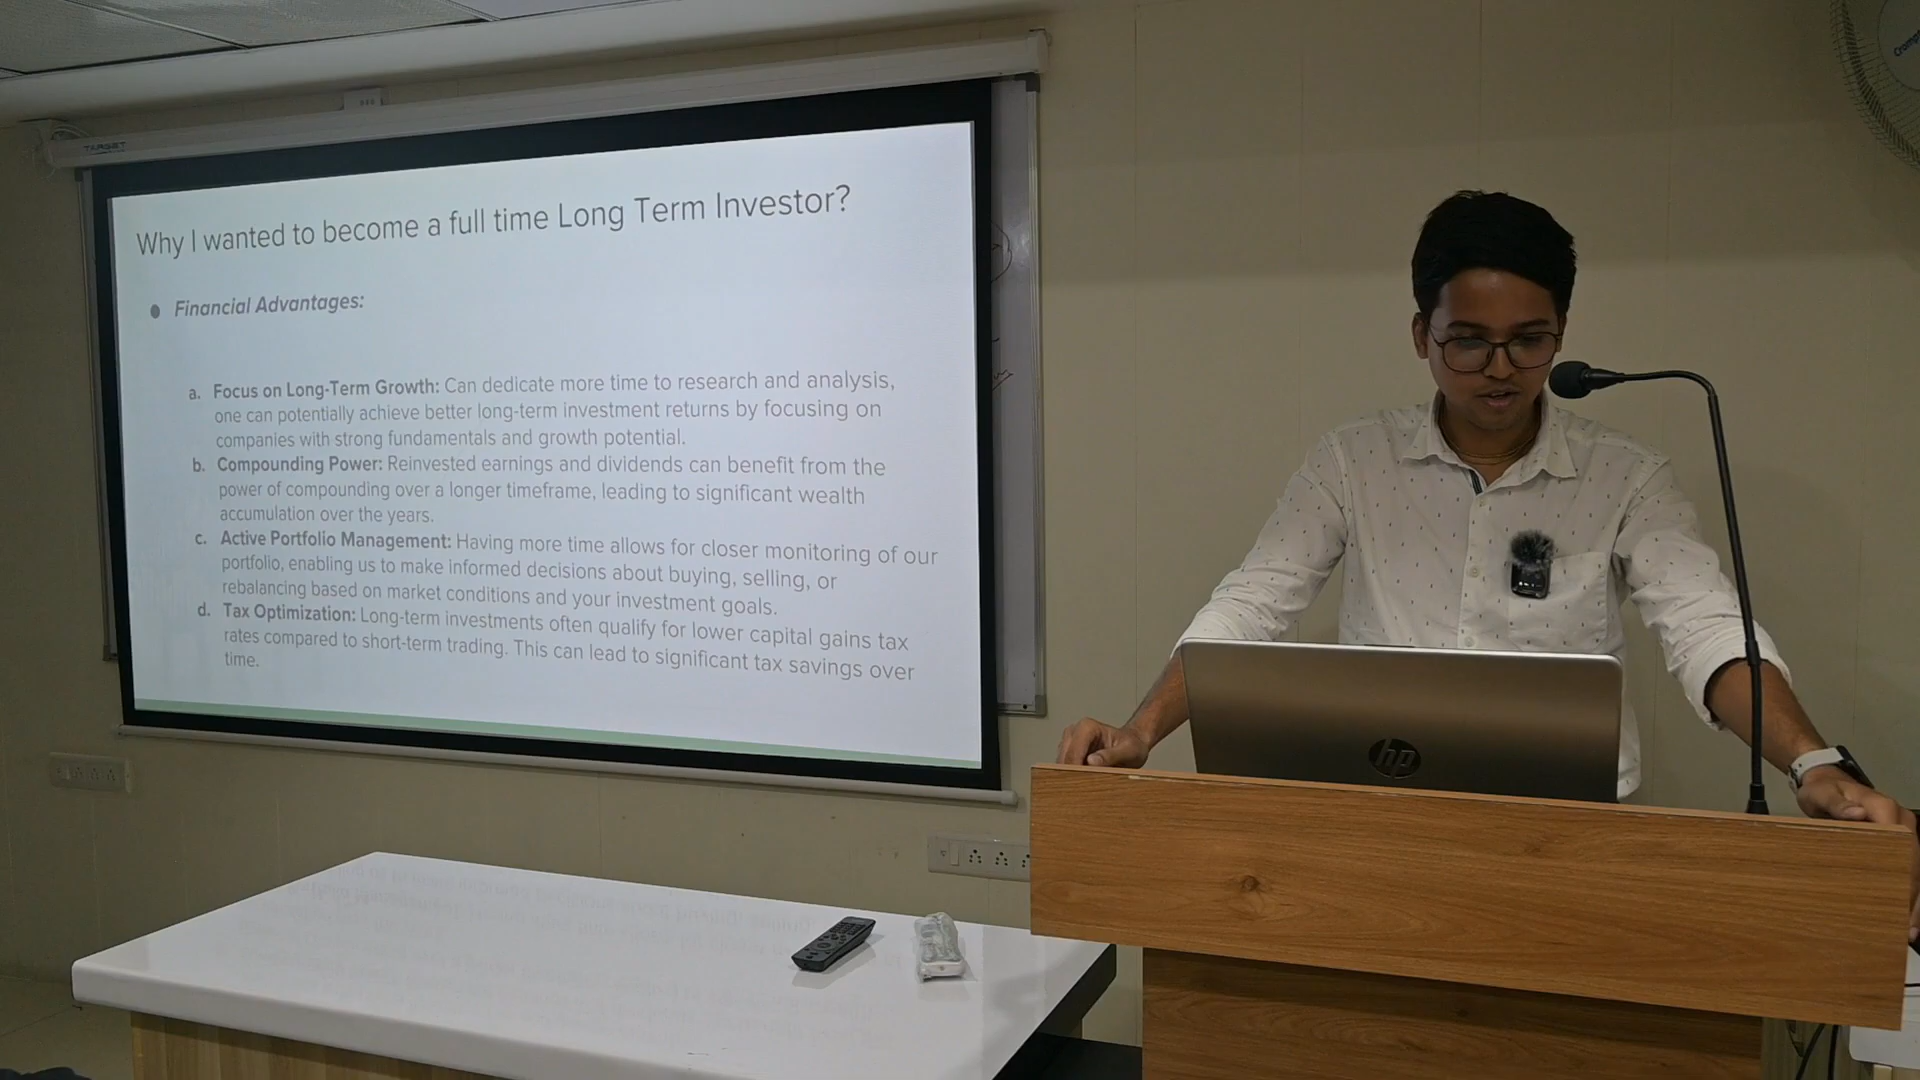 TARGET
Why I wanted to become a full time Long Term Investor?
● Financial Advantages:
a. Focus on Long-Term Growth: Can dedicate more time to research and analysis,
one can potentially achieve better long-term investment returns by focusing on
companies with strong fundamentals and growth potential.
b. Compounding Power: Reinvested earnings and dividends can benefit from the
power of compounding over a longer timeframe, leading to significant wealth
accumulation over the years.
c. Active Portfolio Management: Having more time allows for closer monitoring of our
portfolio, enabling us to make informed decisions about buying, selling, or
rebalancing based on market conditions and your investment goals.
d. Tax Optimization: Long-term investments often qualify for lower capital gains tax
rates compared to short-term trading. This can lead to significant tax savings over
time.
hp